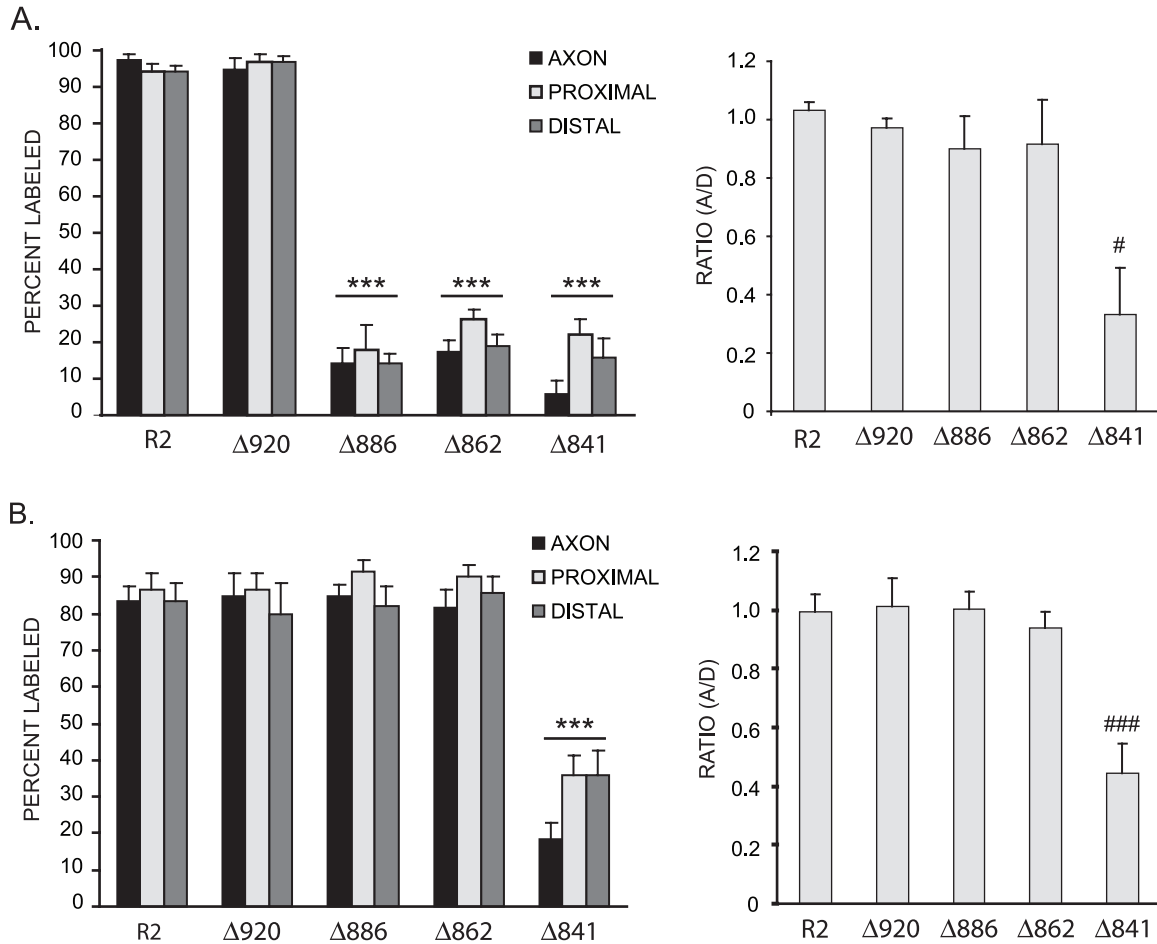 A.
PERCENT LABELED
100
90
80
70
60
50
40
30
20
10
0
AXON
PROXIMAL
DISTAL
***
***
***
R2
Δ920
Δ886
Δ862
Δ841
RATIO (A/D)
1.2
1.0
0.8
0.6
0.4
0.2
0
#
R2
Δ920
Δ886
Δ862
Δ841
B.
PERCENT LABELED
100
90
80
70
60
90
50
40
30
20
10
0
AXON
PROXIMAL
DISTAL
***
R2
Δ920
Δ886
Δ862
Δ841
RATIO (A/D)
1.2
1.0
0.8
0.6
0.4
0.2
0
###
R2
Δ920
Δ886
Δ862
Δ841